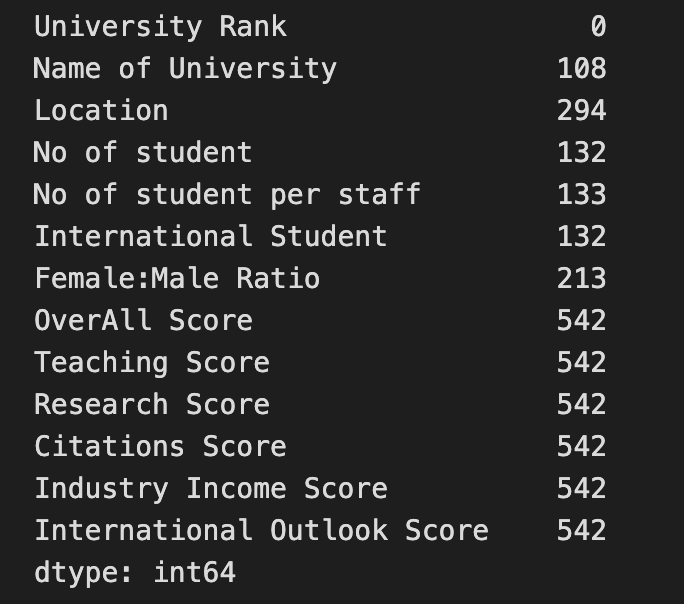 University Rank 0
Name of University 108
Location 294
No of student 132
No of student per staff 133
International Student 132
Female:Male Ratio 213
OverAll Score 542
Teaching Score 542
Research Score 542
Citations Score 542
Industry Income Score 542
International Outlook Score 542
dtype: int64